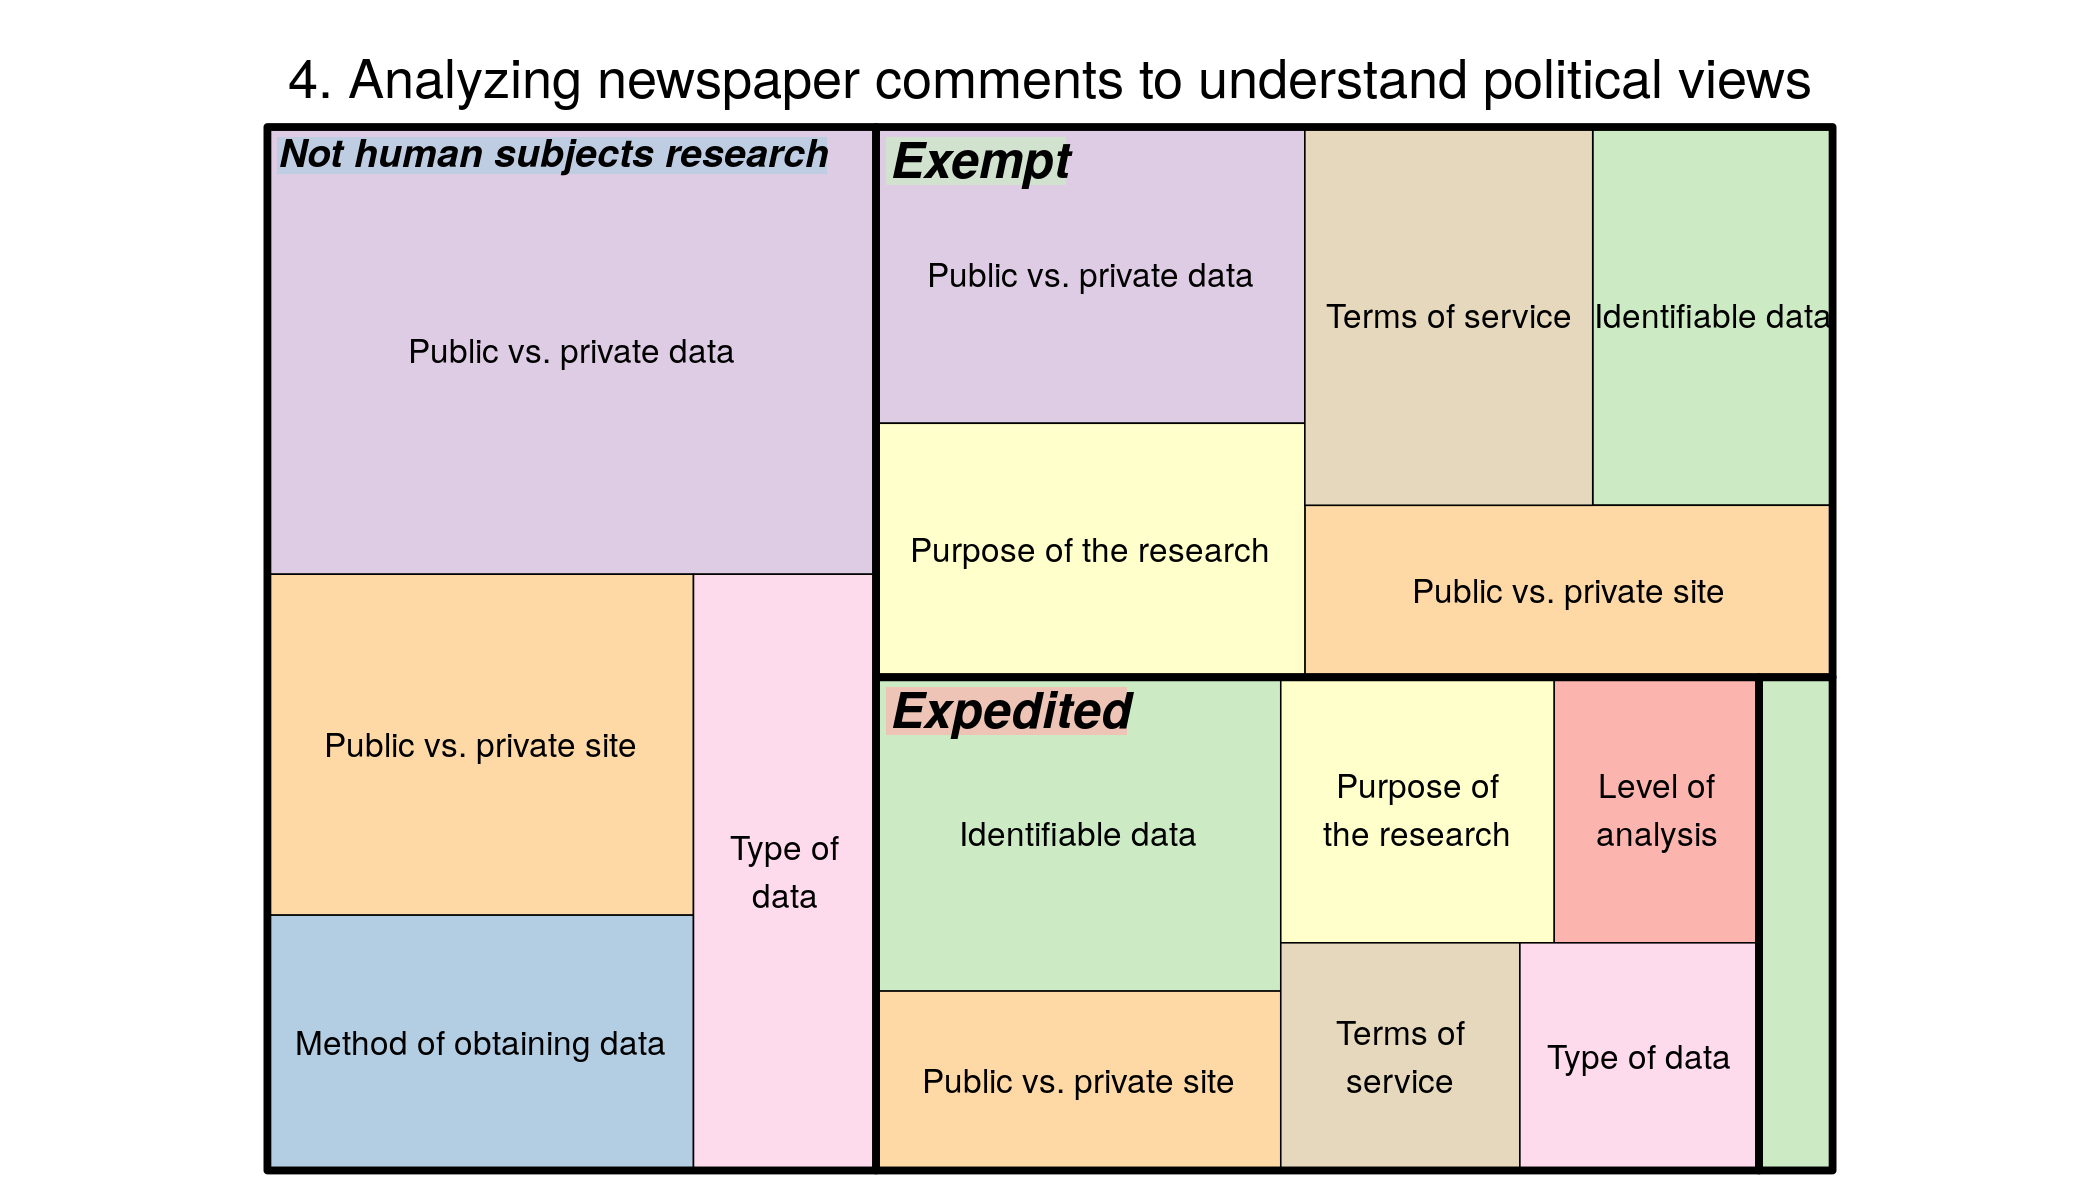 4. Analyzing newspaper comments to understand political views
Not human subjects research
Public vs. private data
Public vs. private site
Type of
data
Method of obtaining data
Exempt
Public vs. private data
Purpose of the research
Terms of service
Identifiable data
Public vs. private site
Expedited
Identifiable data
Public vs. private site
Purpose of
the research
Level of
analysis
Terms of
service
Type of data